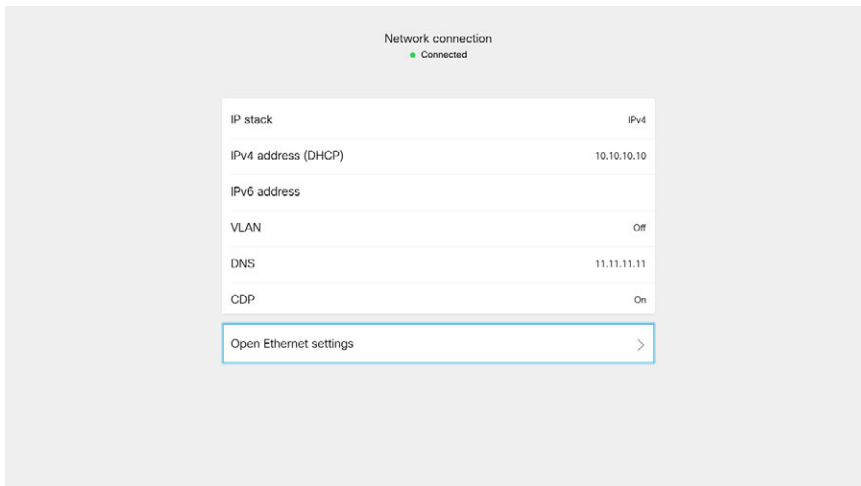 Network connection
Connected
IP stack IPv4
IPv4 address (DHCP) 10.10.10.10
IPv6 address
VLAN Off
DNS 11.11.11.11
CDP On
Open Ethernet settings